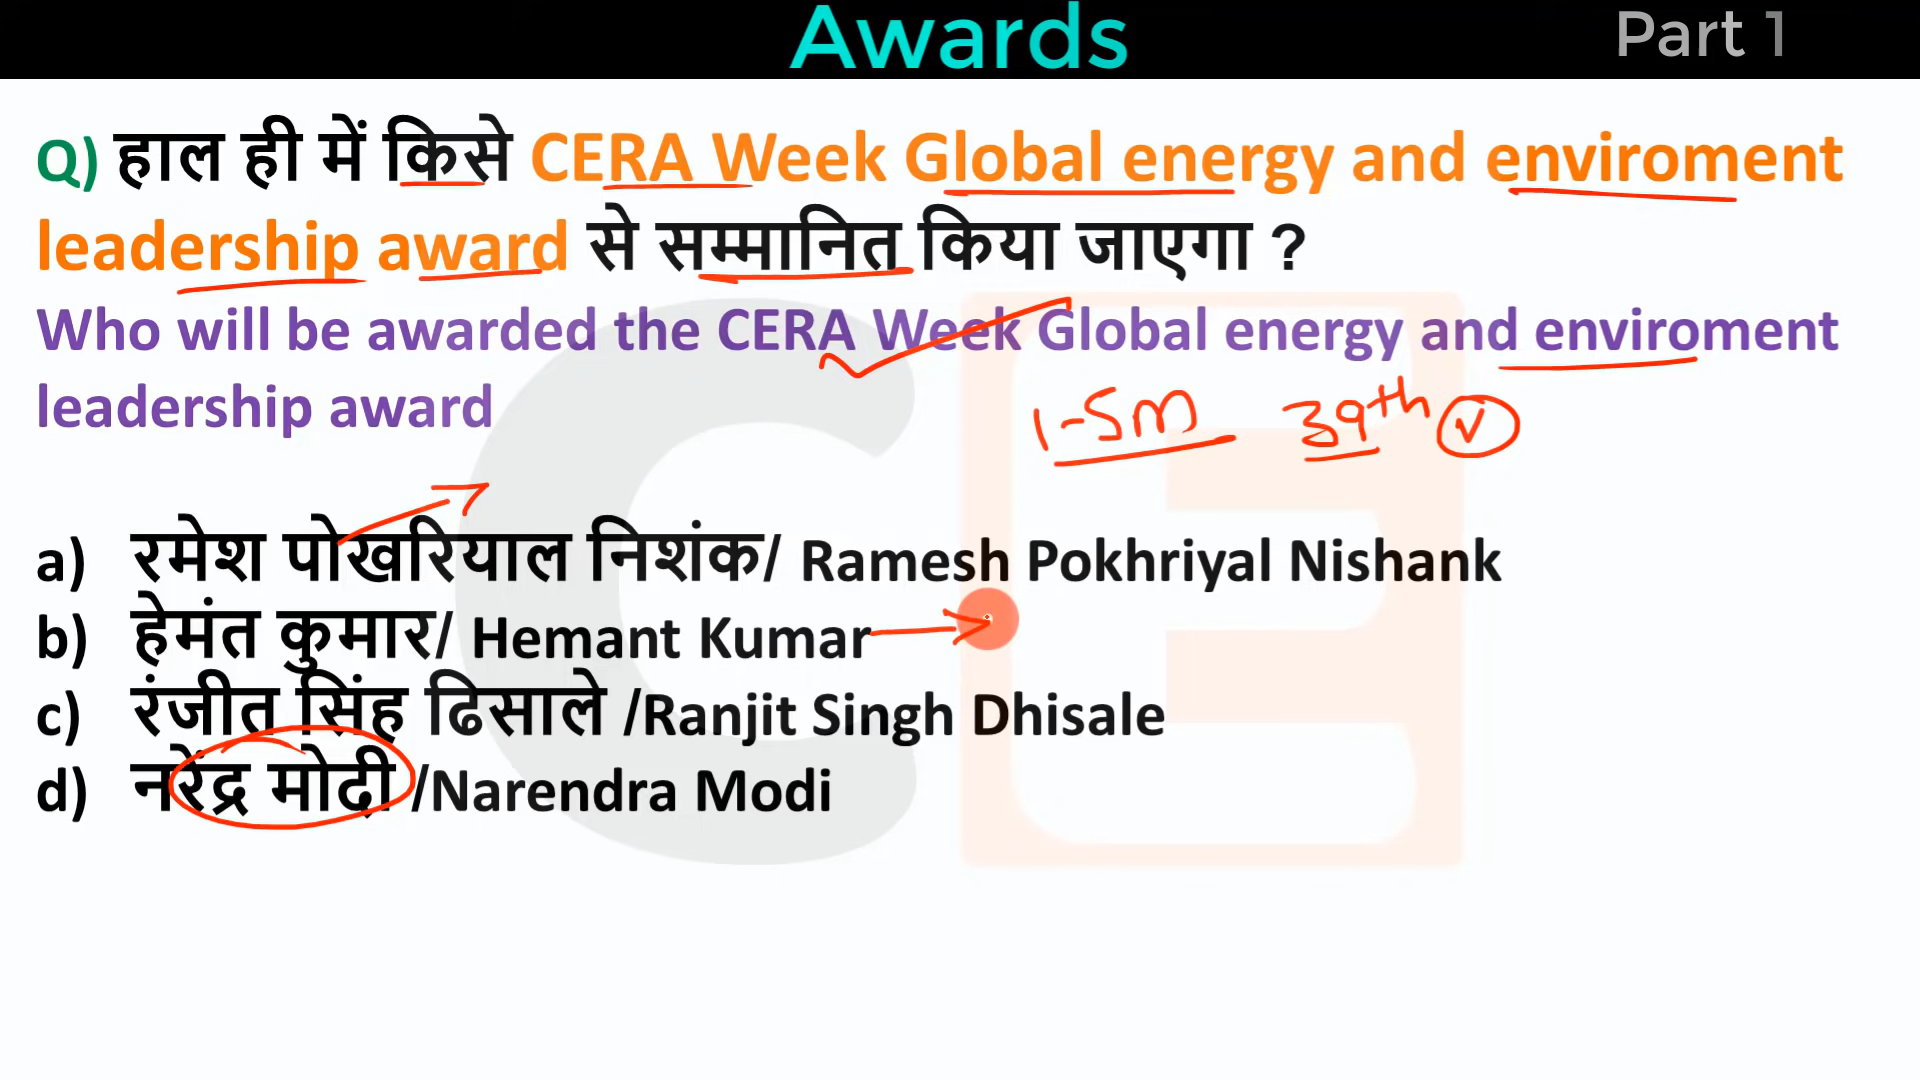 Awards
Part 1
Q) हाल ही में किसे CERA Week Global energy and enviroment
leadership award से सम्मानित किया जाएगा ?
Who will be awarded the CERA Week Global energy and enviroment
leadership award
1-5m 39th
a) रमेश पोखरियाल निशंक/ Ramesh Pokhriyal Nishank
b) हेमंत कुमार/ Hemant Kumar
c) रंजीत सिंह ढिसाले /Ranjit Singh Dhisale
d) नरेंद्र मोदी /Narendra Modi
CE